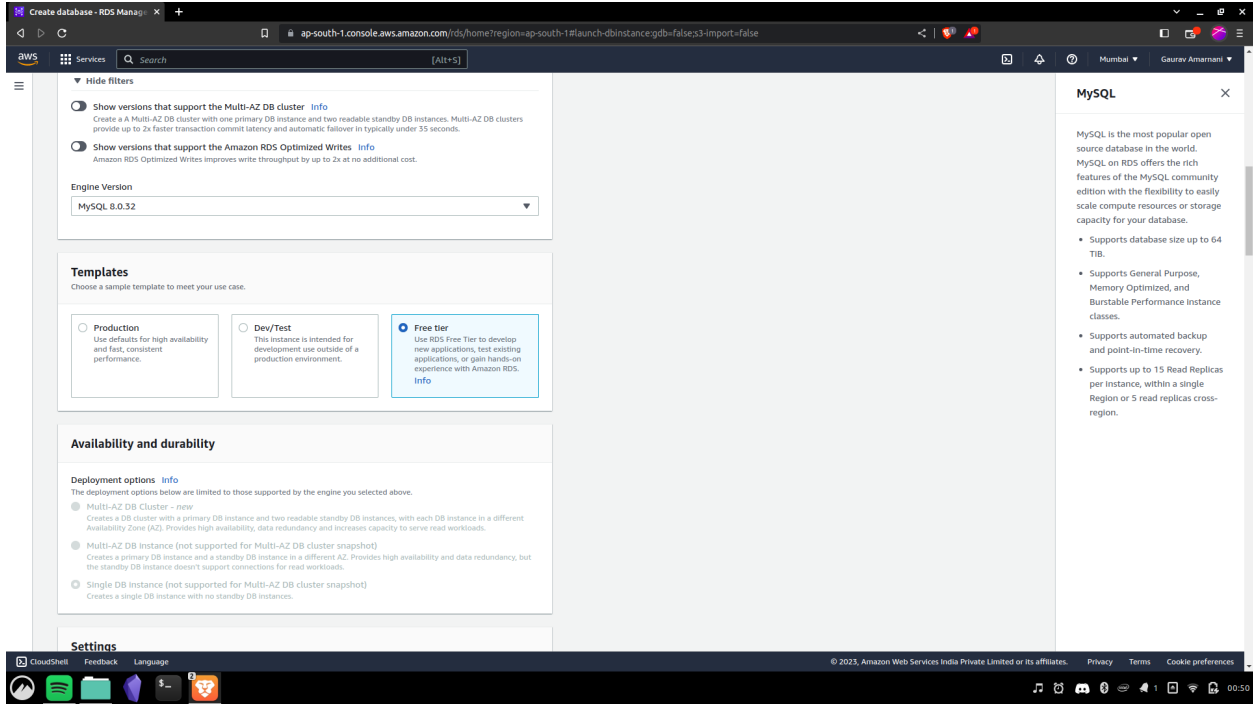 Create database - RDS Manag
ap-south-1.console.aws.amazon.com/rds/home?region=ap-south-1#launch-dbinstance:gdb=false;s3-import=false
aws
Services
Search
[Alt+S]
Mumbai
Gaurav Amarnani
Hide filters
Show versions that support the Multi-AZ DB cluster Info
Create a A Multi-AZ DB cluster with one primary DB instance and two readable standby DB instances. Multi-AZ DB clusters
provide up to 2x faster transaction commit latency and automatic failover in typically under 35 seconds.
Show versions that support the Amazon RDS Optimized Writes Info
Amazon RDS Optimized Writes improves write throughput by up to 2x at no additional cost.
Engine Version
MySQL 8.0.32
Templates
Choose a sample template to meet your use case.
Production
Use defaults for high availability
and fast, consistent
performance.
Dev/Test
This instance is intended for
development use outside of a
production environment.
Free tier
Use RDS Free Tier to develop
new applications, test existing
applications, or gain hands-on
experience with Amazon RDS.
Info
Availability and durability
Deployment options Info
The deployment options below are limited to those supported by the engine you selected above.
Multi-AZ DB Cluster - new
Creates a DB cluster with a primary DB instance and two readable standby DB instances, with each DB instance in a different
Availability Zone (AZ). Provides high availability, data redundancy and increases capacity to serve read workloads.
Multi-AZ DB instance (not supported for Multi-AZ DB cluster snapshot)
Creates a primary DB instance and a standby DB instance in a different AZ. Provides high availability and data redundancy, but
the standby DB instance doesn't support connections for read workloads.
Single DB instance (not supported for Multi-AZ DB cluster snapshot)
Creates a single DB instance with no standby DB instances.
Settings
MySQL
MySQL is the most popular open
source database in the world.
MySQL on RDS offers the rich
features of the MySQL community
edition with the flexibility to easily
scale compute resources or storage
capacity for your database.
• Supports database size up to 64
TiB.
• Supports General Purpose,
Memory Optimized, and
Burstable Performance instance
classes.
• Supports automated backup
and point-in-time recovery.
• Supports up to 15 Read Replicas
per instance, within a single
Region or 5 read replicas cross-
region.
CloudShell
Feedback
Language
© 2023, Amazon Web Services India Private Limited or its affiliates.
Privacy
Terms
Cookie preferences
2
1
00:50